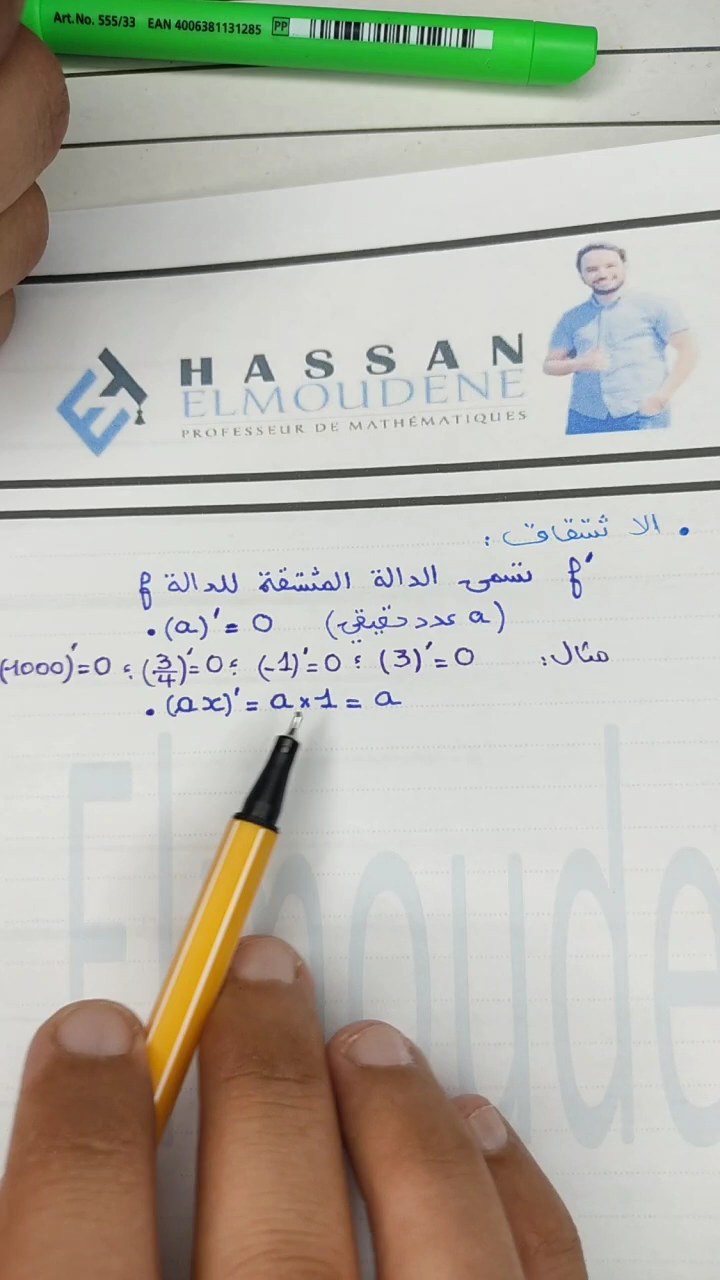 Art.No. 555/33 EAN 4006381131285 PP
HASSAN
ELMOUDENE
PROFESSEUR DE MATHÉMATIQUES
• الاشتقاق :
f' تسمى الدالة المشتقة للدالة f
• (a)' = 0 (a عدد حقيقي)
مثال: (3)' = 0 ؛ (-1)' = 0 ؛ (3/4)' = 0 ؛ (-1000)' = 0
• (ax)' = a × 1 = a
Elmoude